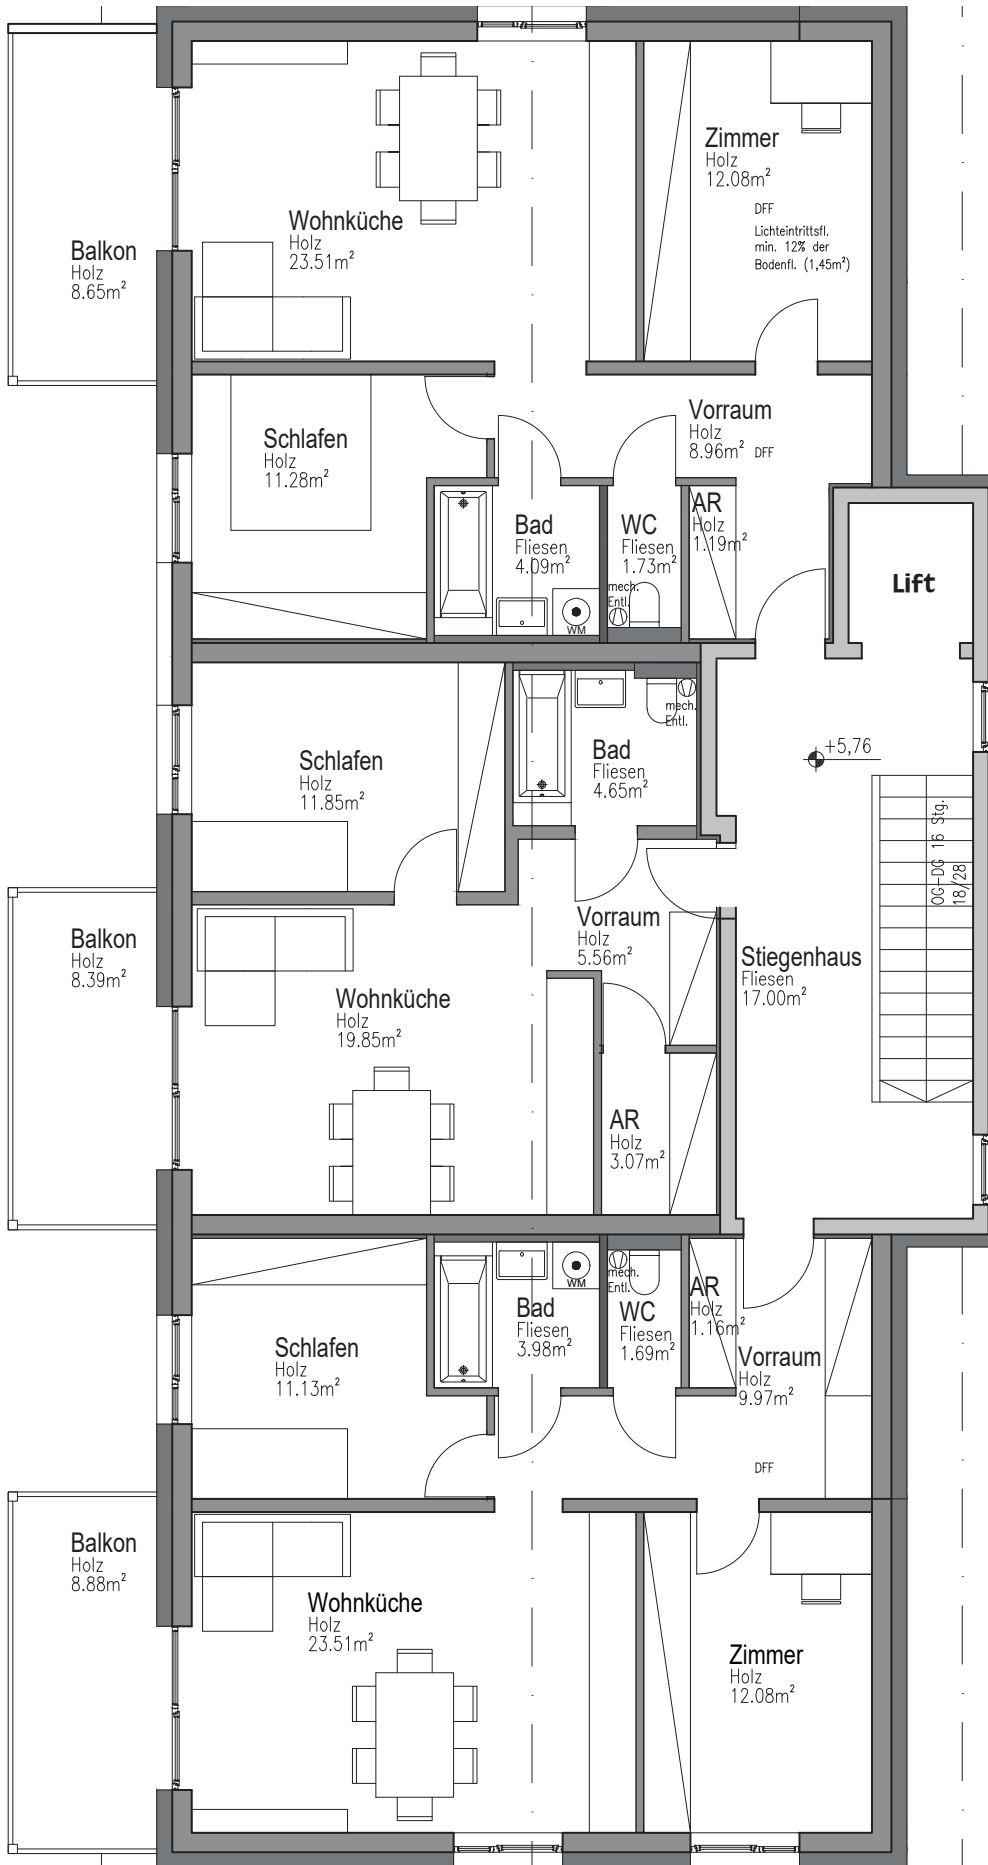 Zimmer
Holz
12.08m²
DFF
Lichteintrittsfl.
min. 12% der
Bodenfl. (1,45m²)
Wohnküche
Holz
23.51m²
Balkon
Holz
8.65m²
Vorraum
Holz
8.96m² DFF
Schlafen
Holz
11.28m²
AR
Holz
1.19m²
Bad
Fliesen
4.09m²
WC
Fliesen
1.73m²
mech.
Entl.
WM
Lift
mech.
Entl.
Bad
Fliesen
4.65m²
Schlafen
Holz
11.85m²
+5,76
OG-DG 16 Stg.
18/28
Vorraum
Holz
5.56m²
Balkon
Holz
8.39m²
Stiegenhaus
Fliesen
17.00m²
Wohnküche
Holz
19.85m²
AR
Holz
3.07m²
mech.
Entl.
WM
AR
Holz
1.16m²
Bad
Fliesen
3.98m²
WC
Fliesen
1.69m²
Schlafen
Holz
11.13m²
Vorraum
Holz
9.97m²
DFF
Balkon
Holz
8.88m²
Wohnküche
Holz
23.51m²
Zimmer
Holz
12.08m²